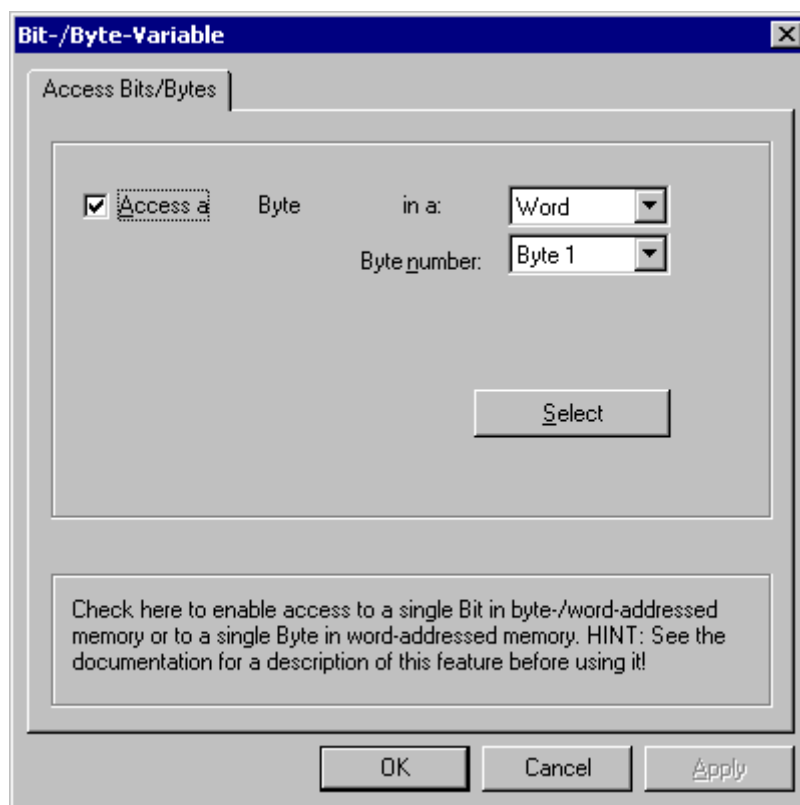 Bit-/Byte-Variable
Access Bits/Bytes
Access a Byte in a: Word
Byte number: Byte 1
Select
Check here to enable access to a single Bit in byte-/word-addressed
memory or to a single Byte in word-addressed memory. HINT: See the
documentation for a description of this feature before using it!
OK Cancel Apply